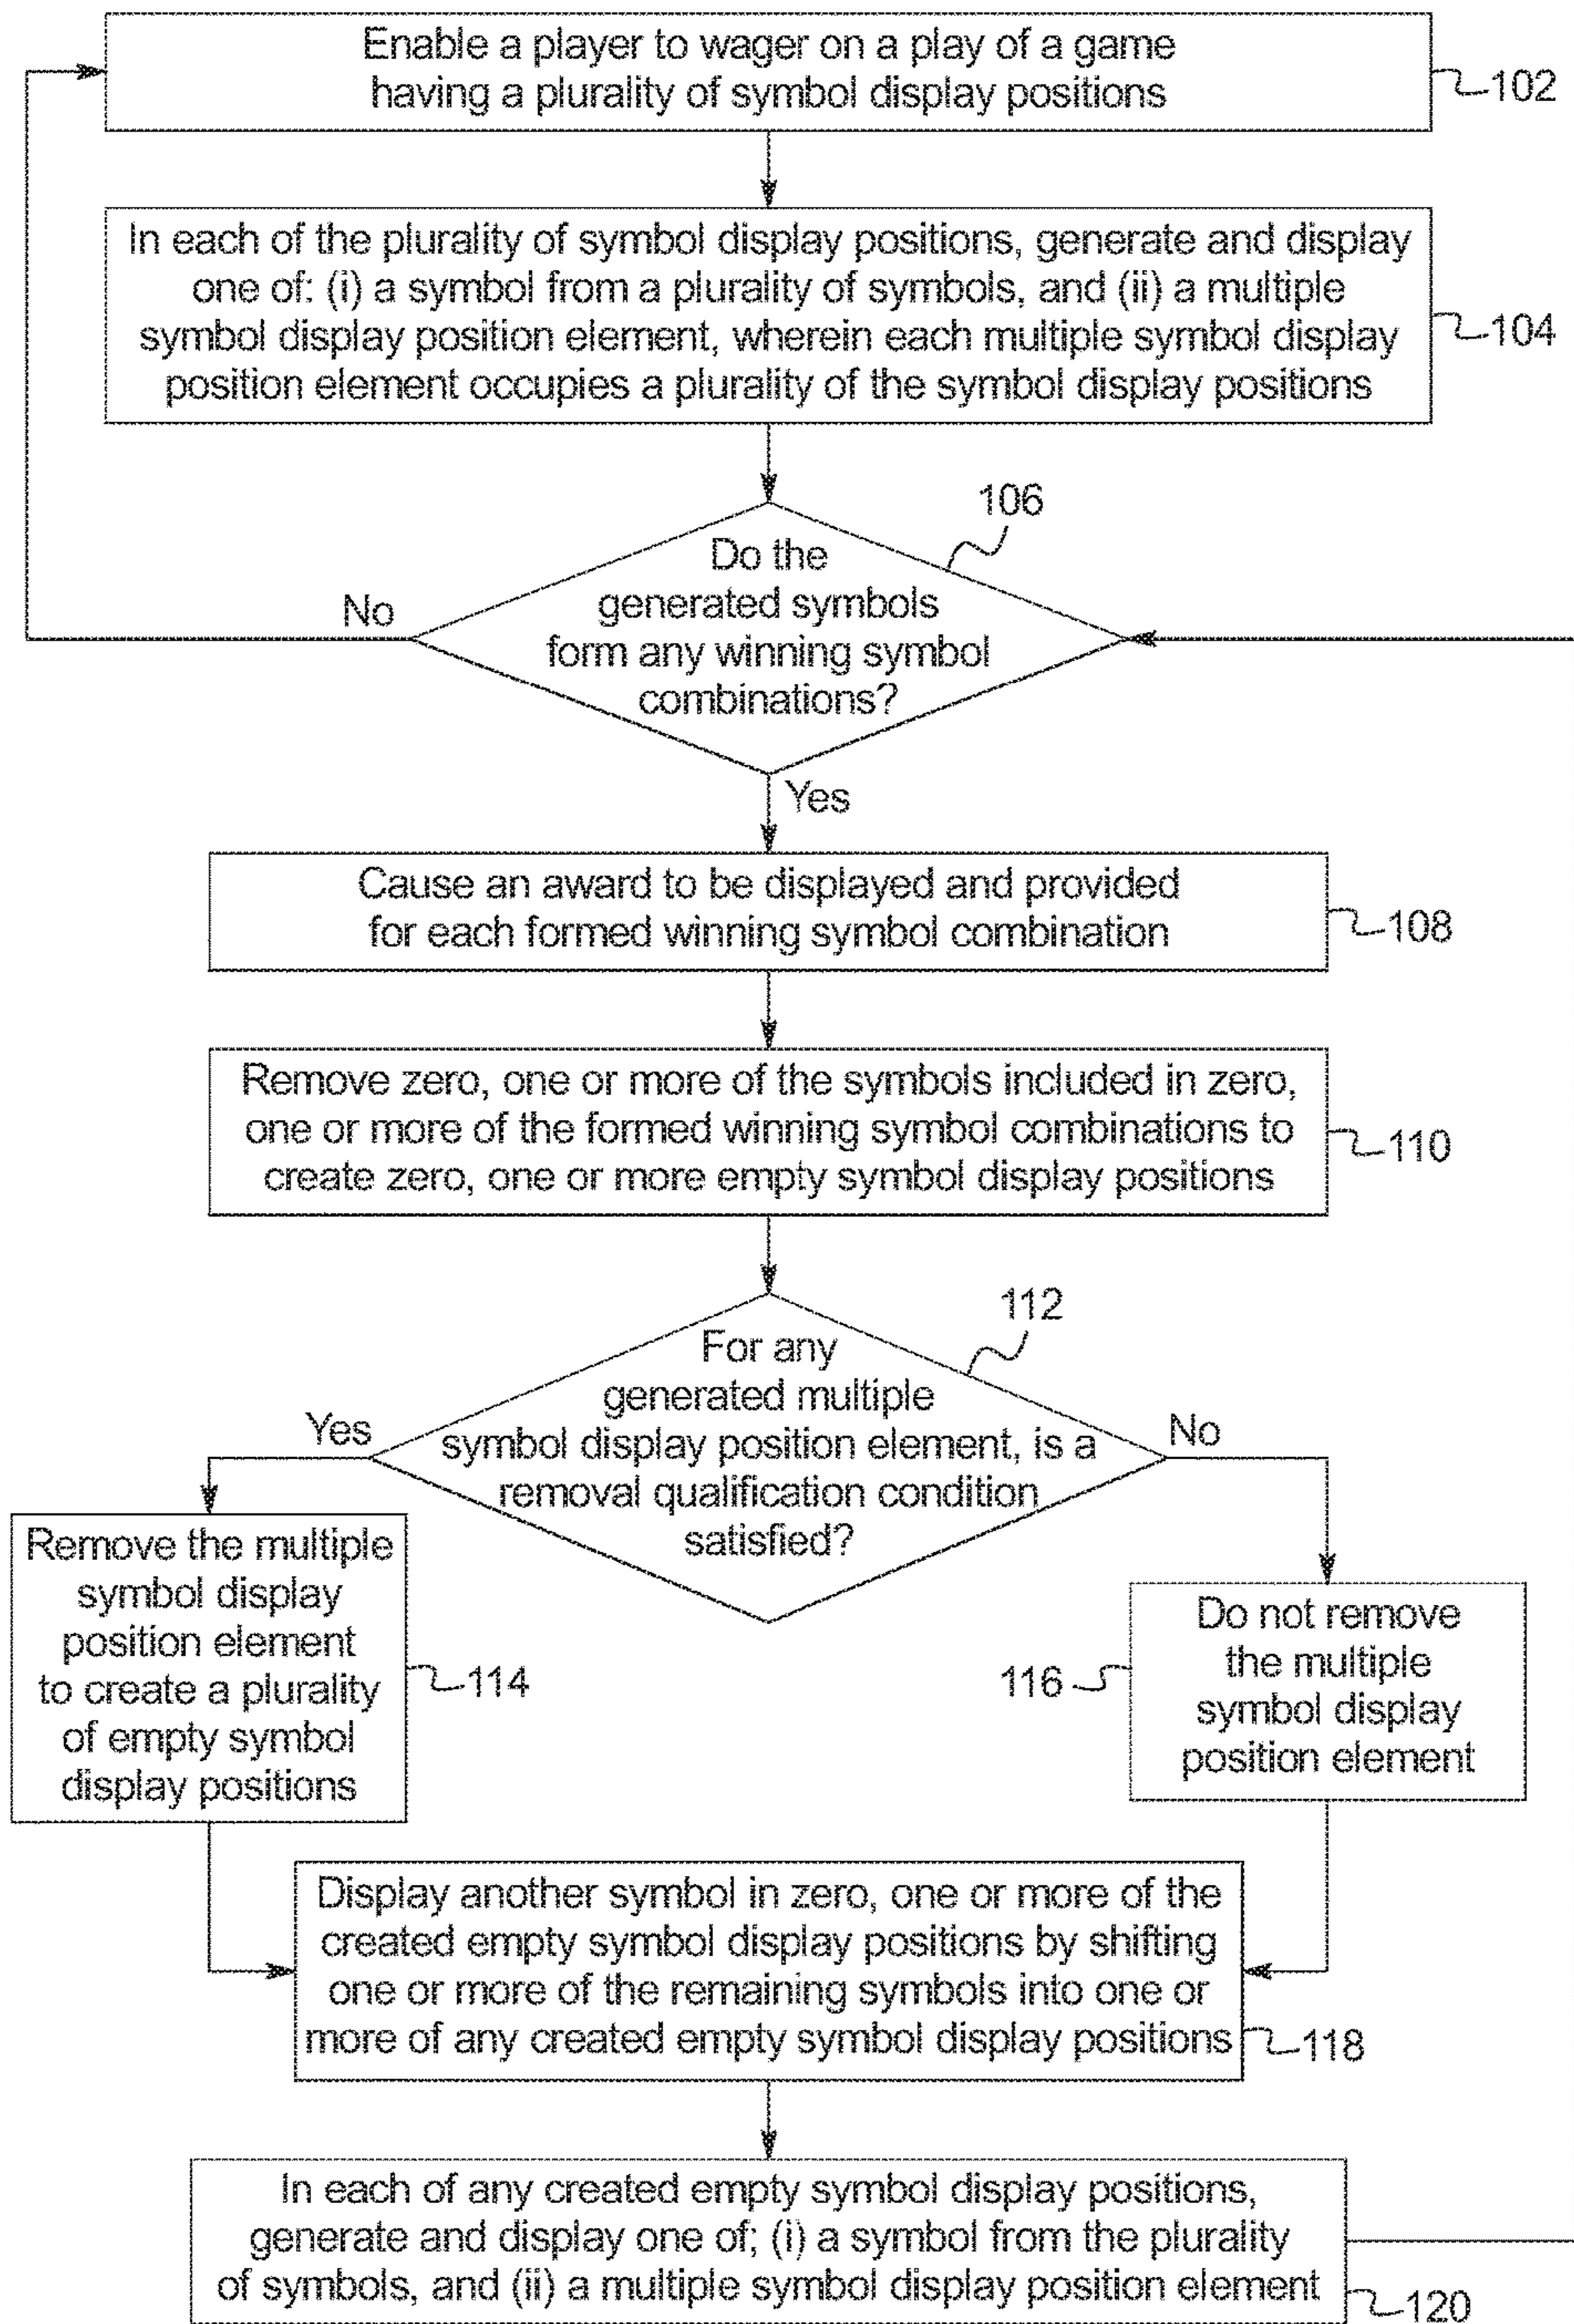 Enable a player to wager on a play of a game
having a plurality of symbol display positions
102
In each of the plurality of symbol display positions, generate and display
one of: (i) a symbol from a plurality of symbols, and (ii) a multiple
symbol display position element, wherein each multiple symbol display
position element occupies a plurality of the symbol display positions
104
106
Do the
generated symbols
form any winning symbol
combinations?
No
Yes
Cause an award to be displayed and provided
for each formed winning symbol combination
108
Remove zero, one or more of the symbols included in zero,
one or more of the formed winning symbol combinations to
create zero, one or more empty symbol display positions
110
112
For any
generated multiple
symbol display position element, is a
removal qualification condition
satisfied?
Yes
No
Remove the multiple
symbol display
position element
to create a plurality
of empty symbol
display positions
114
116
Do not remove
the multiple
symbol display
position element
Display another symbol in zero, one or more of the
created empty symbol display positions by shifting
one or more of the remaining symbols into one or
more of any created empty symbol display positions
118
In each of any created empty symbol display positions,
generate and display one of; (i) a symbol from the plurality
of symbols, and (ii) a multiple symbol display position element
120